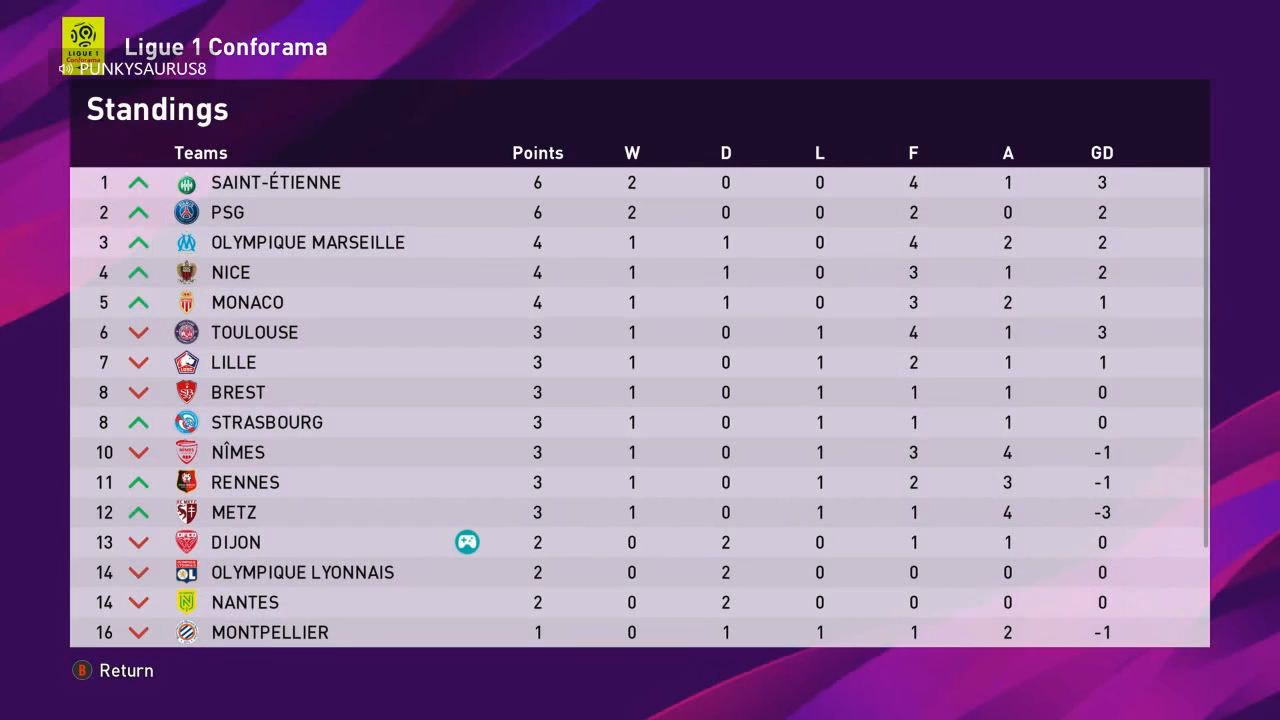 LIGUE 1
Conforama
Ligue 1 Conforama
PUNKYSAURUS8
Standings
Teams Points W D L F A GD
1 SAINT-ÉTIENNE 6 2 0 0 4 1 3
2 PSG 6 2 0 0 2 0 2
3 OLYMPIQUE MARSEILLE 4 1 1 0 4 2 2
4 NICE 4 1 1 0 3 1 2
5 MONACO 4 1 1 0 3 2 1
6 TOULOUSE 3 1 0 1 4 1 3
7 LILLE 3 1 0 1 2 1 1
8 BREST 3 1 0 1 1 1 0
8 STRASBOURG 3 1 0 1 1 1 0
10 NÎMES 3 1 0 1 3 4 -1
11 RENNES 3 1 0 1 2 3 -1
12 METZ 3 1 0 1 1 4 -3
13 DIJON 2 0 2 0 1 1 0
14 OLYMPIQUE LYONNAIS 2 0 2 0 0 0 0
14 NANTES 2 0 2 0 0 0 0
16 MONTPELLIER 1 0 1 1 1 2 -1
B Return